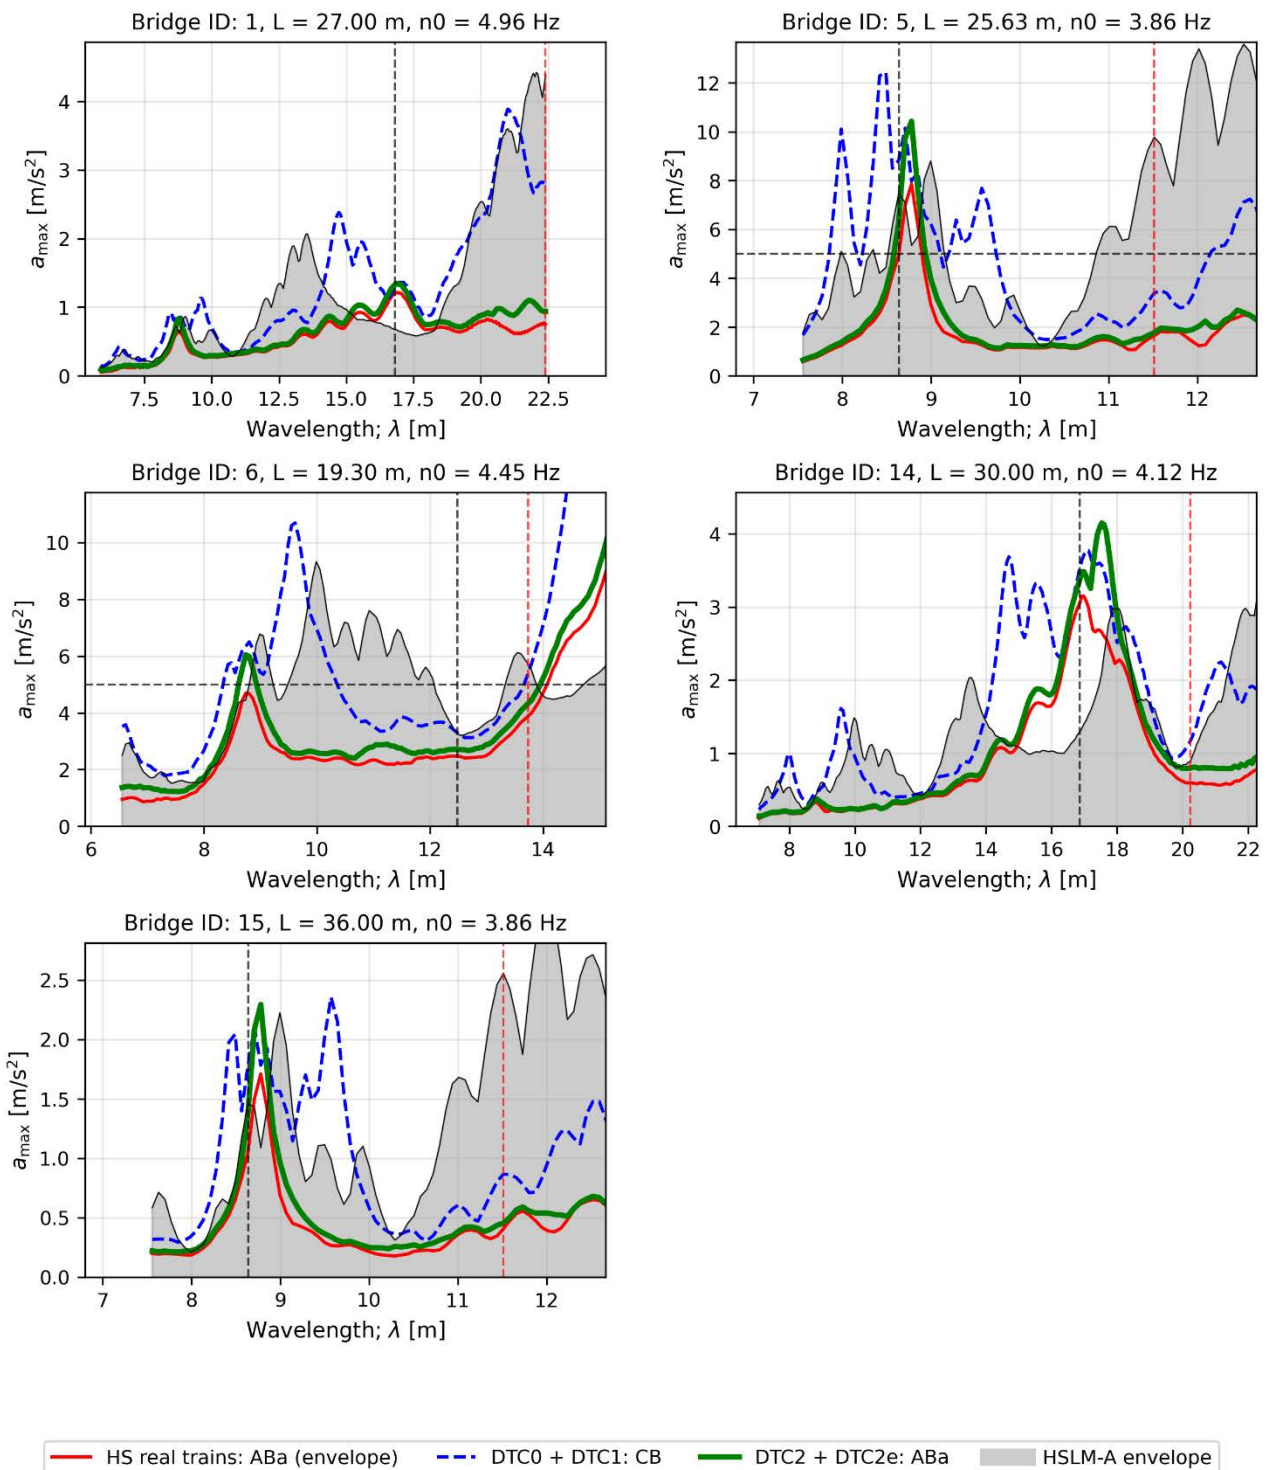 Bridge ID: 1, L = 27.00 m, n0 = 4.96 Hz
a_max [m/s²]
4
3
2
1
0
7.5 10.0 12.5 15.0 17.5 20.0 22.5
Wavelength; λ [m]
Bridge ID: 5, L = 25.63 m, n0 = 3.86 Hz
a_max [m/s²]
12
10
8
6
4
2
0
7 8 9 10 11 12
Wavelength; λ [m]
Bridge ID: 6, L = 19.30 m, n0 = 4.45 Hz
a_max [m/s²]
10
8
6
4
2
0
6 8 10 12 14
Wavelength; λ [m]
Bridge ID: 14, L = 30.00 m, n0 = 4.12 Hz
a_max [m/s²]
4
3
2
1
0
8 10 12 14 16 18 20 22
Wavelength; λ [m]
Bridge ID: 15, L = 36.00 m, n0 = 3.86 Hz
a_max [m/s²]
2.5
2.0
1.5
1.0
0.5
0.0
7 8 9 10 11 12
Wavelength; λ [m]
HS real trains: ABa (envelope) DTC0 + DTC1: CB DTC2 + DTC2e: ABa HSLM-A envelope